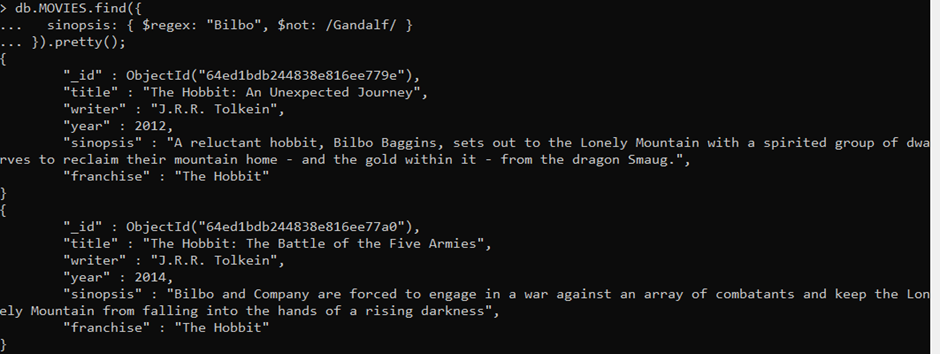 > db.MOVIES.find({
...   sinopsis: { $regex: "Bilbo", $not: /Gandalf/ }
... }).pretty();
{
        "_id" : ObjectId("64ed1bdb244838e816ee779e"),
        "title" : "The Hobbit: An Unexpected Journey",
        "writer" : "J.R.R. Tolkein",
        "year" : 2012,
        "sinopsis" : "A reluctant hobbit, Bilbo Baggins, sets out to the Lonely Mountain with a spirited group of dwa
rves to reclaim their mountain home - and the gold within it - from the dragon Smaug.",
        "franchise" : "The Hobbit"
}
{
        "_id" : ObjectId("64ed1bdb244838e816ee77a0"),
        "title" : "The Hobbit: The Battle of the Five Armies",
        "writer" : "J.R.R. Tolkein",
        "year" : 2014,
        "sinopsis" : "Bilbo and Company are forced to engage in a war against an array of combatants and keep the Lon
ely Mountain from falling into the hands of a rising darkness",
        "franchise" : "The Hobbit"
}